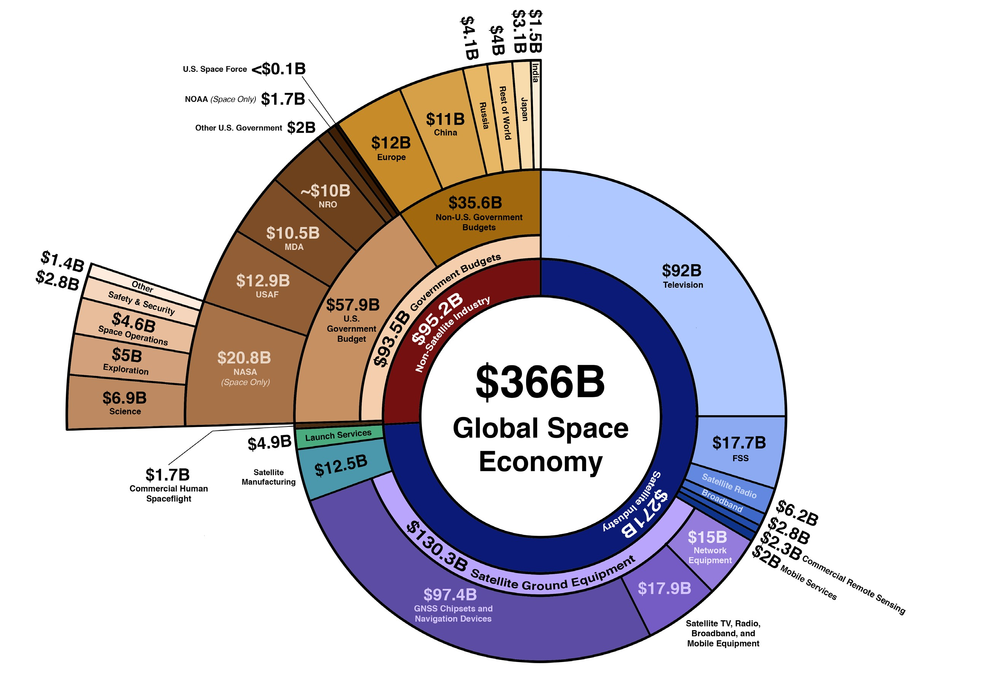 $366B
Global Space
Economy
$95.2B
Non-Satellite Industry
$271B
Satellite Industry
$93.5B Government Budgets
$35.6B
Non-U.S. Government
Budgets
$12B
Europe
$11B
China
$4.1B
Russia
$4B
Rest of World
$3.1B
Japan
$1.5B
India
$57.9B
U.S.
Government
Budget
U.S. Space Force <$0.1B
NOAA (Space Only) $1.7B
Other U.S. Government $2B
~$10B
NRO
$10.5B
MDA
$12.9B
USAF
$20.8B
NASA
(Space Only)
$1.4B
Other
$2.8B
Safety & Security
$4.6B
Space Operations
$5B
Exploration
$6.9B
Science
$1.7B
Commercial Human
Spaceflight
$4.9B
Launch Services
$12.5B
Satellite
Manufacturing
$130.3B Satellite Ground Equipment
$97.4B
GNSS Chipsets and
Navigation Devices
$17.9B
Satellite TV, Radio,
Broadband, and
Mobile Equipment
$15B
Network
Equipment
$92B
Television
$17.7B
FSS
Satellite Radio
$6.2B
Broadband
$2.8B
$2.3B Commercial Remote Sensing
$2B Mobile Services